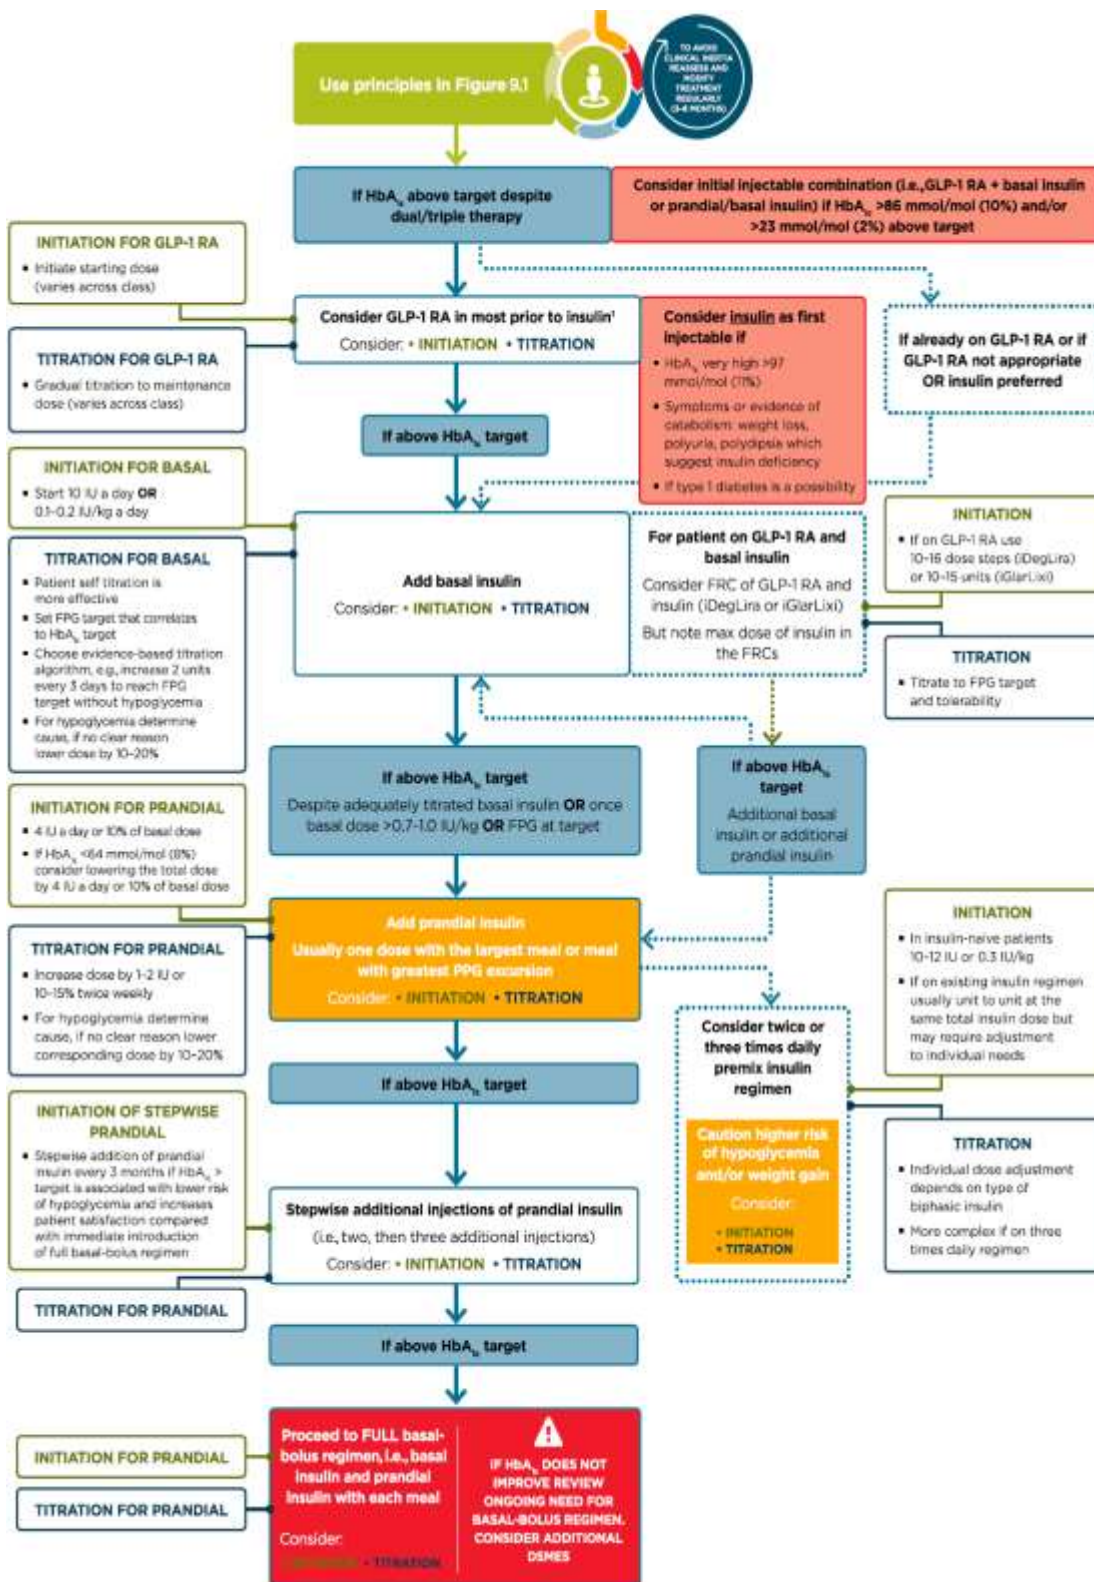 Use principles in Figure 9.1
TO AVOID
CLINICAL INERTIA
REASSESS AND
MODIFY
TREATMENT
REGULARLY
(3-6 MONTHS)
If HbA1c above target despite
dual/triple therapy
Consider initial injectable combination (i.e., GLP-1 RA + basal insulin
or prandial/basal insulin) if HbA1c >86 mmol/mol (10%) and/or
>23 mmol/mol (2%) above target
INITIATION FOR GLP-1 RA
▪ Initiate starting dose
(varies across class)
TITRATION FOR GLP-1 RA
▪ Gradual titration to maintenance
dose (varies across class)
Consider GLP-1 RA in most prior to insulin¹
Consider: • INITIATION • TITRATION
Consider insulin as first
injectable if
• HbA1c very high >97
mmol/mol (11%)
• Symptoms or evidence of
catabolism: weight loss,
polyuria, polydipsia which
suggest insulin deficiency
• If type 1 diabetes is a possibility
If already on GLP-1 RA or if
GLP-1 RA not appropriate
OR insulin preferred
If above HbA1c target
INITIATION FOR BASAL
▪ Start 10 IU a day OR
0.1-0.2 IU/kg a day
TITRATION FOR BASAL
▪ Patient self titration is
more effective
▪ Set FPG target that correlates
to HbA1c target
▪ Choose evidence-based titration
algorithm, e.g., increase 2 units
every 3 days to reach FPG
target without hypoglycemia
▪ For hypoglycemia determine
cause, if no clear reason
lower dose by 10-20%
Add basal insulin
Consider: • INITIATION • TITRATION
For patient on GLP-1 RA and
basal insulin
Consider FRC of GLP-1 RA and
insulin (iDegLira or iGlarLixi)
But note max dose of insulin in
the FRCs
INITIATION
▪ If on GLP-1 RA use
10-16 dose steps (iDegLira)
or 10-15 units (iGlarLixi)
TITRATION
▪ Titrate to FPG target
and tolerability
If above HbA1c target
Despite adequately titrated basal insulin OR once
basal dose >0.7-1.0 IU/kg OR FPG at target
If above HbA1c
target
Additional basal
insulin or additional
prandial insulin
INITIATION FOR PRANDIAL
▪ 4 IU a day or 10% of basal dose
▪ If HbA1c <64 mmol/mol (8%)
consider lowering the total dose
by 4 IU a day or 10% of basal dose
TITRATION FOR PRANDIAL
▪ Increase dose by 1-2 IU or
10-15% twice weekly
▪ For hypoglycemia determine
cause, if no clear reason lower
corresponding dose by 10-20%
Add prandial insulin
Usually one dose with the largest meal or meal
with greatest PPG excursion
Consider: • INITIATION • TITRATION
If above HbA1c target
Consider twice or
three times daily
premix insulin
regimen
Caution higher risk
of hypoglycemia
and/or weight gain
Consider:
• INITIATION
• TITRATION
INITIATION
▪ In insulin-naive patients
10-12 IU or 0.3 IU/kg
▪ If on existing insulin regimen
usually unit to unit at the
same total insulin dose but
may require adjustment
to individual needs
TITRATION
▪ Individual dose adjustment
depends on type of
biphasic insulin
▪ More complex if on three
times daily regimen
INITIATION OF STEPWISE
PRANDIAL
▪ Stepwise addition of prandial
insulin every 3 months if HbA1c >
target is associated with lower risk
of hypoglycemia and increases
patient satisfaction compared
with immediate introduction
of full basal-bolus regimen
TITRATION FOR PRANDIAL
Stepwise additional injections of prandial insulin
(i.e., two, then three additional injections)
Consider: • INITIATION • TITRATION
If above HbA1c target
INITIATION FOR PRANDIAL
TITRATION FOR PRANDIAL
Proceed to FULL basal-
bolus regimen, i.e., basal
insulin and prandial
insulin with each meal
Consider:
• INITIATION • TITRATION
IF HbA1c DOES NOT
IMPROVE REVIEW
ONGOING NEED FOR
BASAL-BOLUS REGIMEN.
CONSIDER ADDITIONAL
DSMES